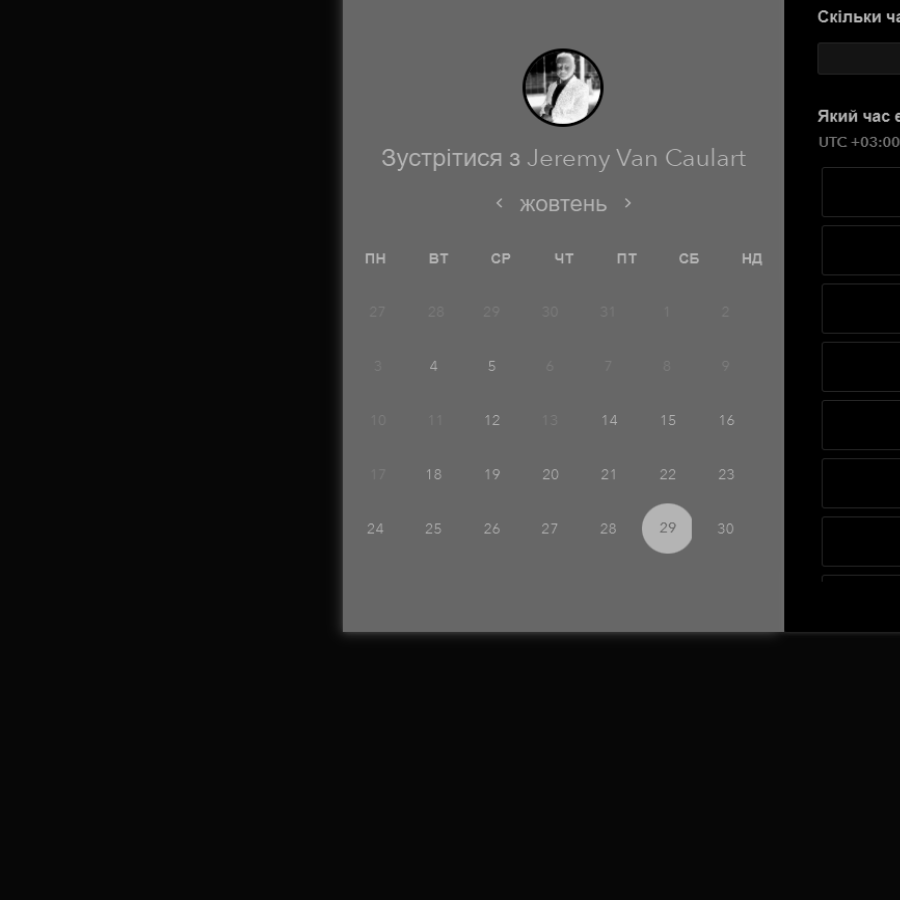 Скільки ча
Зустрітися з Jeremy Van Caulart
жовтень
ПН ВТ СР ЧТ ПТ СБ НД
27 28 29 30 31 1 2
3 4 5 6 7 8 9
10 11 12 13 14 15 16
17 18 19 20 21 22 23
24 25 26 27 28 29 30
Який час є
UTC +03:00